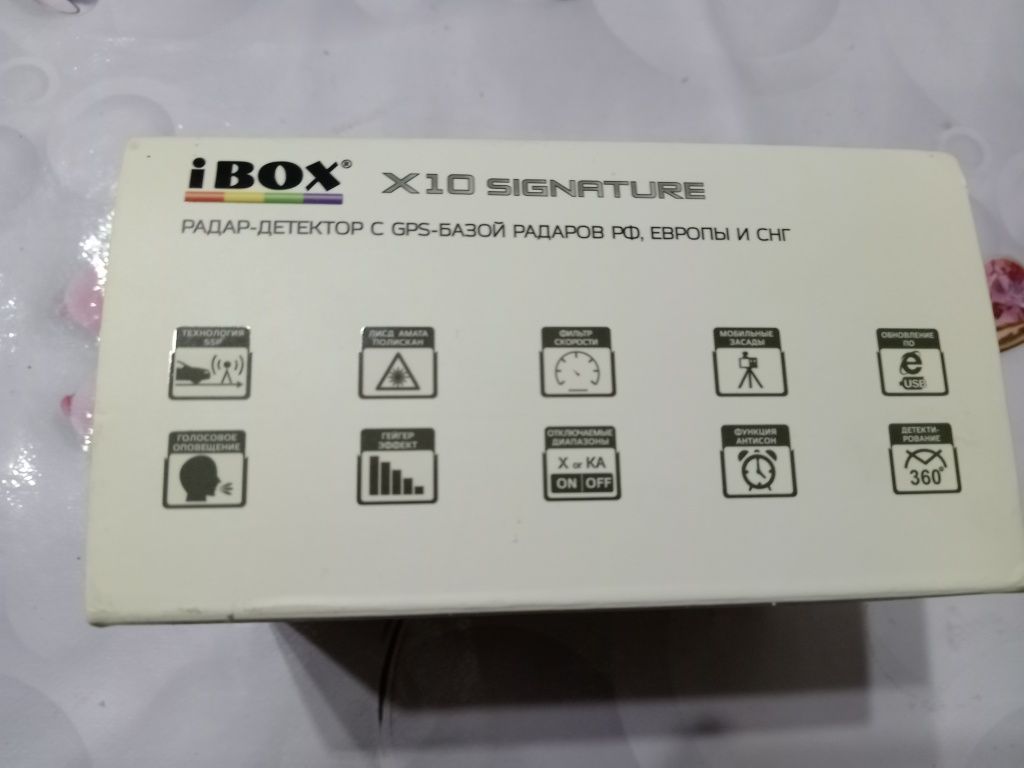 iBOX®
X10 SIGNATURE
РАДАР-ДЕТЕКТОР С GPS-БАЗОЙ РАДАРОВ РФ, ЕВРОПЫ И СНГ
ТЕХНОЛОГИЯ
SSP
ЛИСД АМАТА
ПОЛИСКАН
ФИЛЬТР
СКОРОСТИ
МОБИЛЬНЫЕ
ЗАСАДЫ
ОБНОВЛЕНИЕ
ПО
e
USB
ГОЛОСОВОЕ
ОПОВЕЩЕНИЕ
ГЕЙГЕР
ЭФФЕКТ
ОТКЛЮЧАЕМЫЕ
ДИАПАЗОНЫ
X or KA
ON OFF
ФУНКЦИЯ
АНТИСОН
ДЕТЕКТИ-
РОВАНИЕ
360°